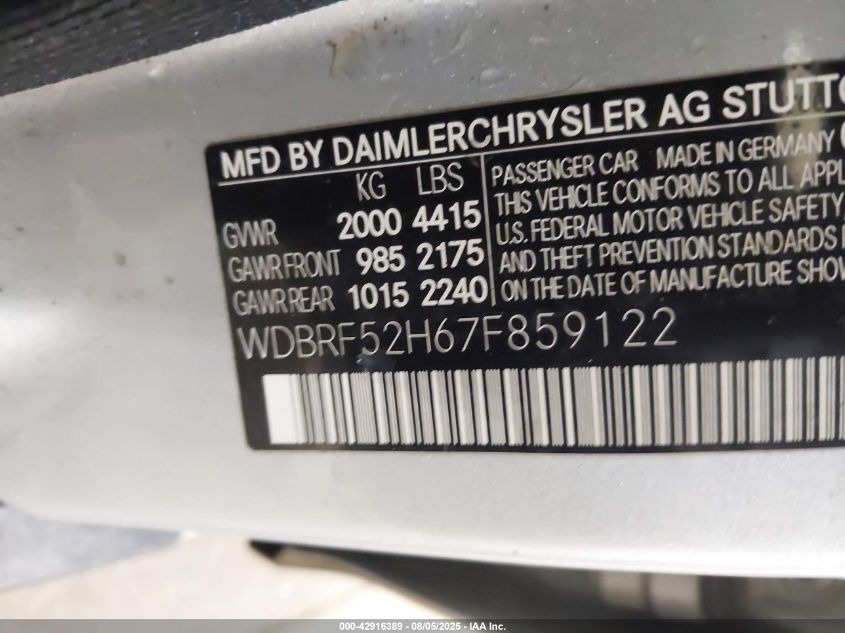 MFD BY DAIMLERCHRYSLER AG STUTTG
KG LBS
GVWR 2000 4415
GAWR FRONT 985 2175
GAWR REAR 1015 2240
PASSENGER CAR MADE IN GERMANY
THIS VEHICLE CONFORMS TO ALL APPL
U.S. FEDERAL MOTOR VEHICLE SAFETY,
AND THEFT PREVENTION STANDARDS
ON THE DATE OF MANUFACTURE SHOW
WDBRF52H67F859122
000-42916389 - 08/05/2025 - IAA Inc.